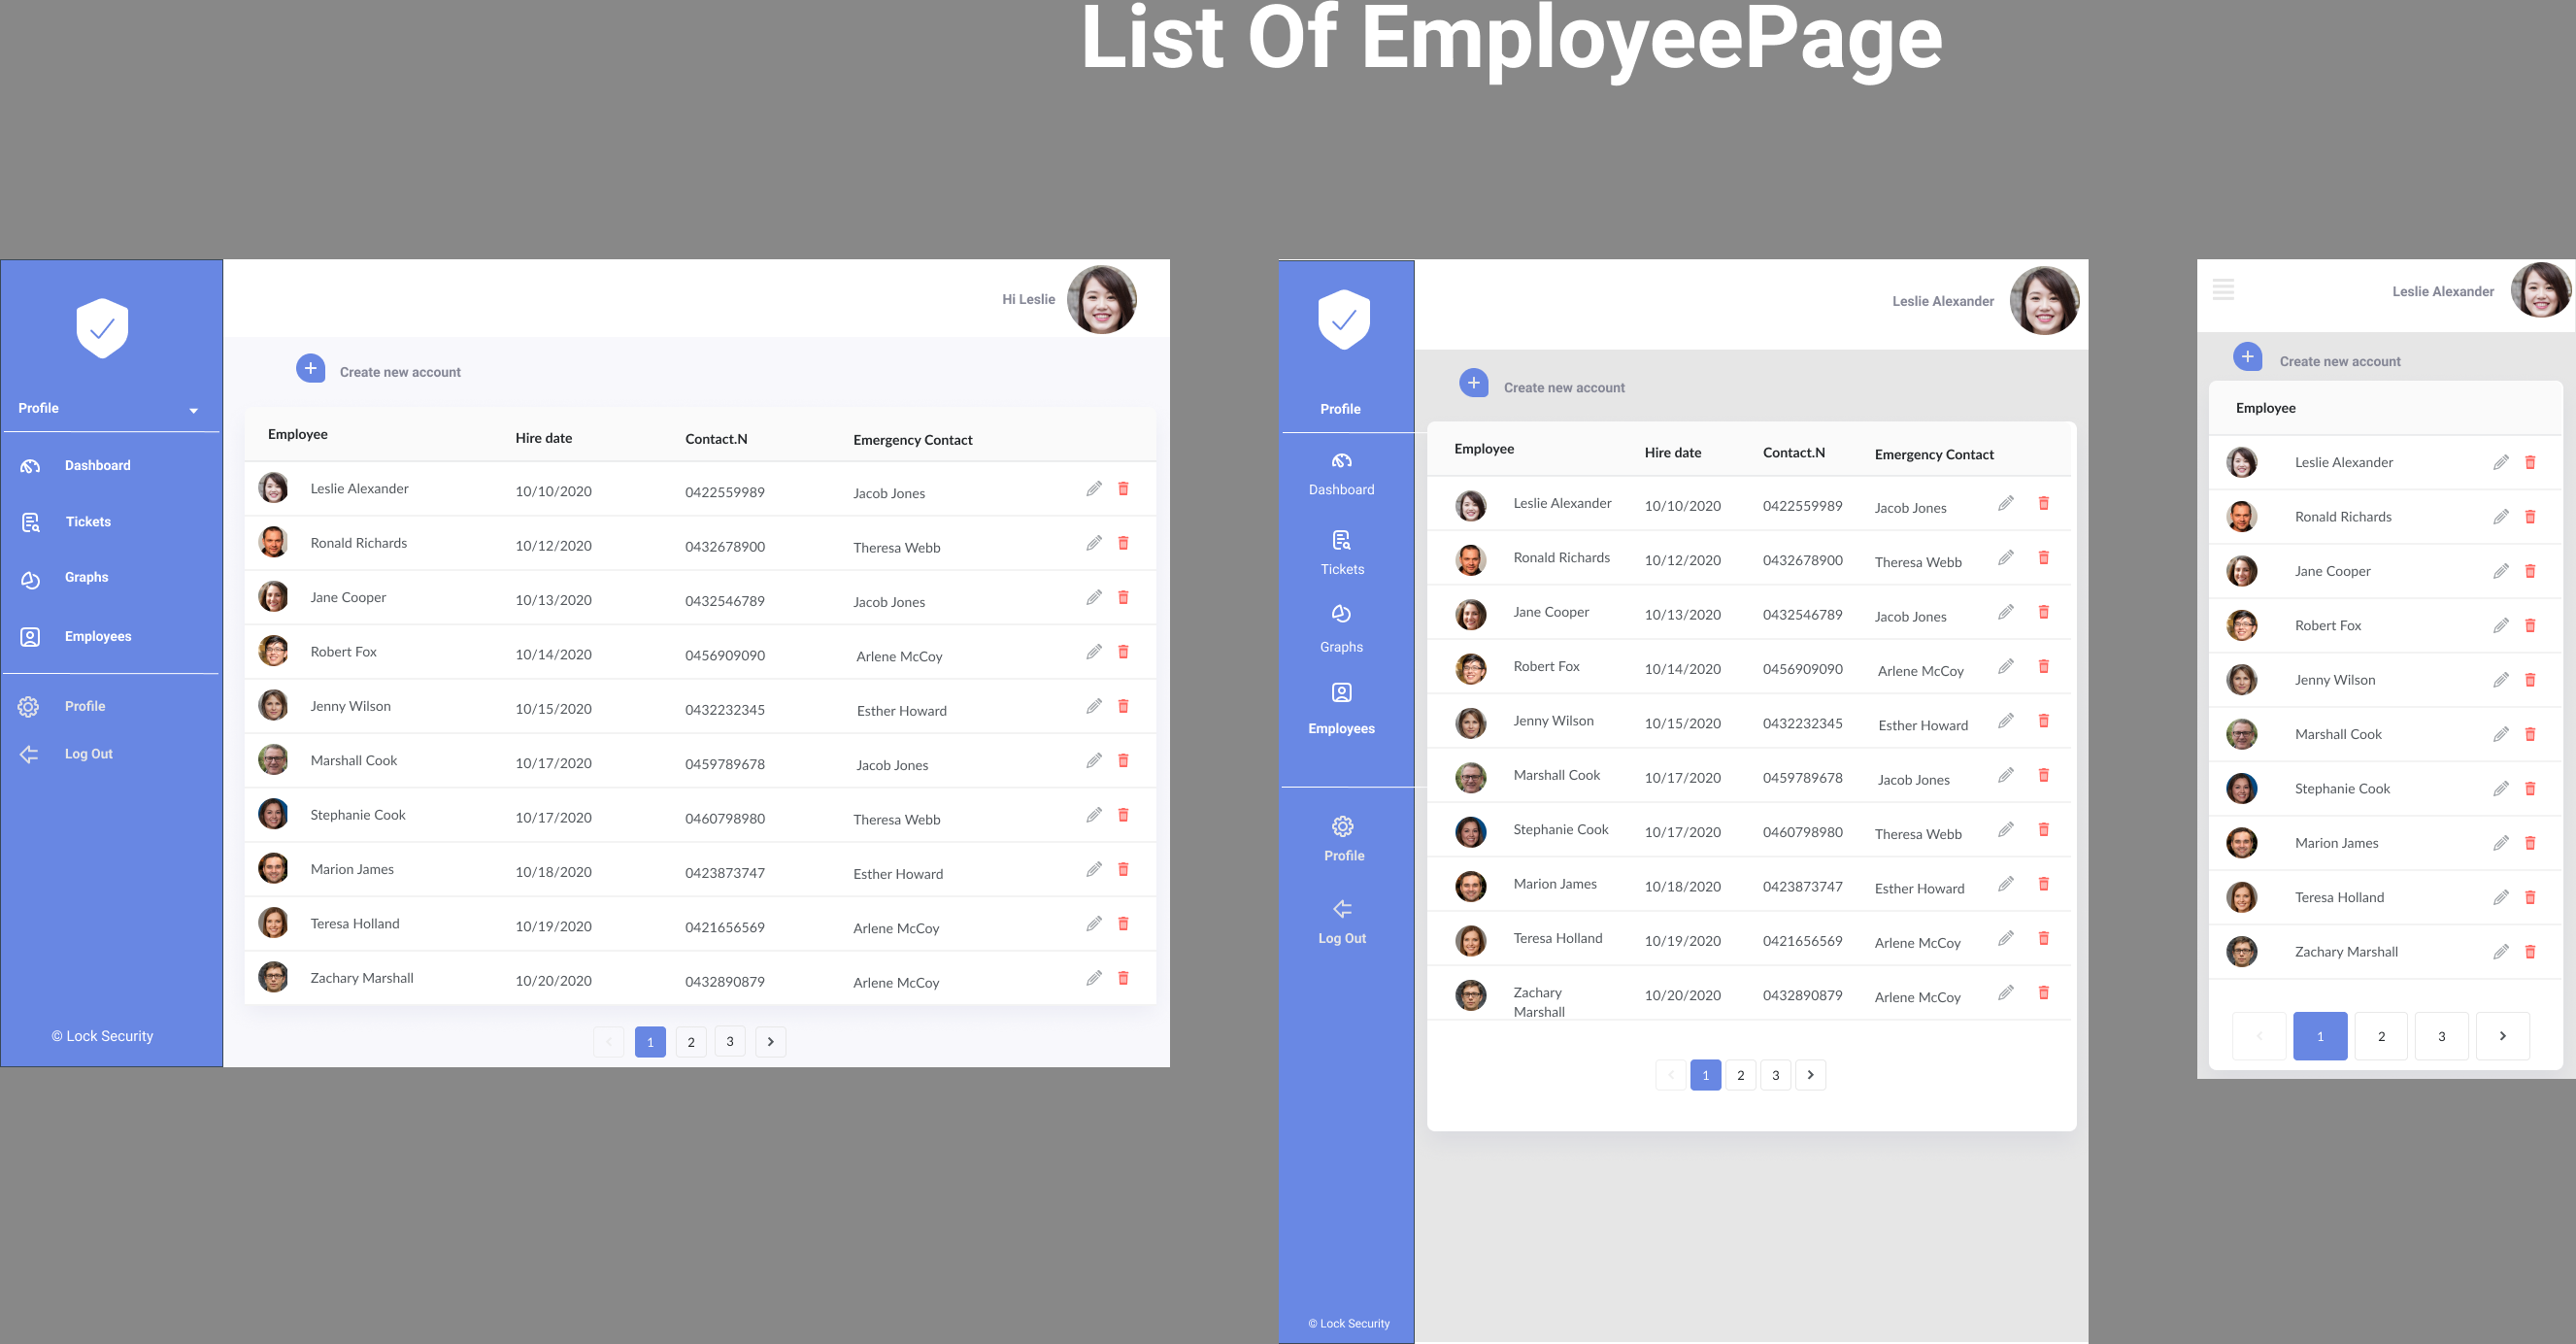 List Of EmployeePage
Hi Leslie
Create new account
Profile
Dashboard
Tickets
Graphs
Employees
Profile
Log Out
© Lock Security
Employee Hire date Contact.N Emergency Contact
Leslie Alexander 10/10/2020 0422559989 Jacob Jones
Ronald Richards 10/12/2020 0432678900 Theresa Webb
Jane Cooper 10/13/2020 0432546789 Jacob Jones
Robert Fox 10/14/2020 0456909090 Arlene McCoy
Jenny Wilson 10/15/2020 0432232345 Esther Howard
Marshall Cook 10/17/2020 0459789678 Jacob Jones
Stephanie Cook 10/17/2020 0460798980 Theresa Webb
Marion James 10/18/2020 0423873747 Esther Howard
Teresa Holland 10/19/2020 0421656569 Arlene McCoy
Zachary Marshall 10/20/2020 0432890879 Arlene McCoy
< 1 2 3 >
Leslie Alexander
Create new account
Profile
Dashboard
Tickets
Graphs
Employees
Profile
Log Out
© Lock Security
Employee Hire date Contact.N Emergency Contact
Leslie Alexander 10/10/2020 0422559989 Jacob Jones
Ronald Richards 10/12/2020 0432678900 Theresa Webb
Jane Cooper 10/13/2020 0432546789 Jacob Jones
Robert Fox 10/14/2020 0456909090 Arlene McCoy
Jenny Wilson 10/15/2020 0432232345 Esther Howard
Marshall Cook 10/17/2020 0459789678 Jacob Jones
Stephanie Cook 10/17/2020 0460798980 Theresa Webb
Marion James 10/18/2020 0423873747 Esther Howard
Teresa Holland 10/19/2020 0421656569 Arlene McCoy
Zachary 10/20/2020 0432890879 Arlene McCoy
Marshall
< 1 2 3 >
Leslie Alexander
Create new account
Employee
Leslie Alexander
Ronald Richards
Jane Cooper
Robert Fox
Jenny Wilson
Marshall Cook
Stephanie Cook
Marion James
Teresa Holland
Zachary Marshall
< 1 2 3 >